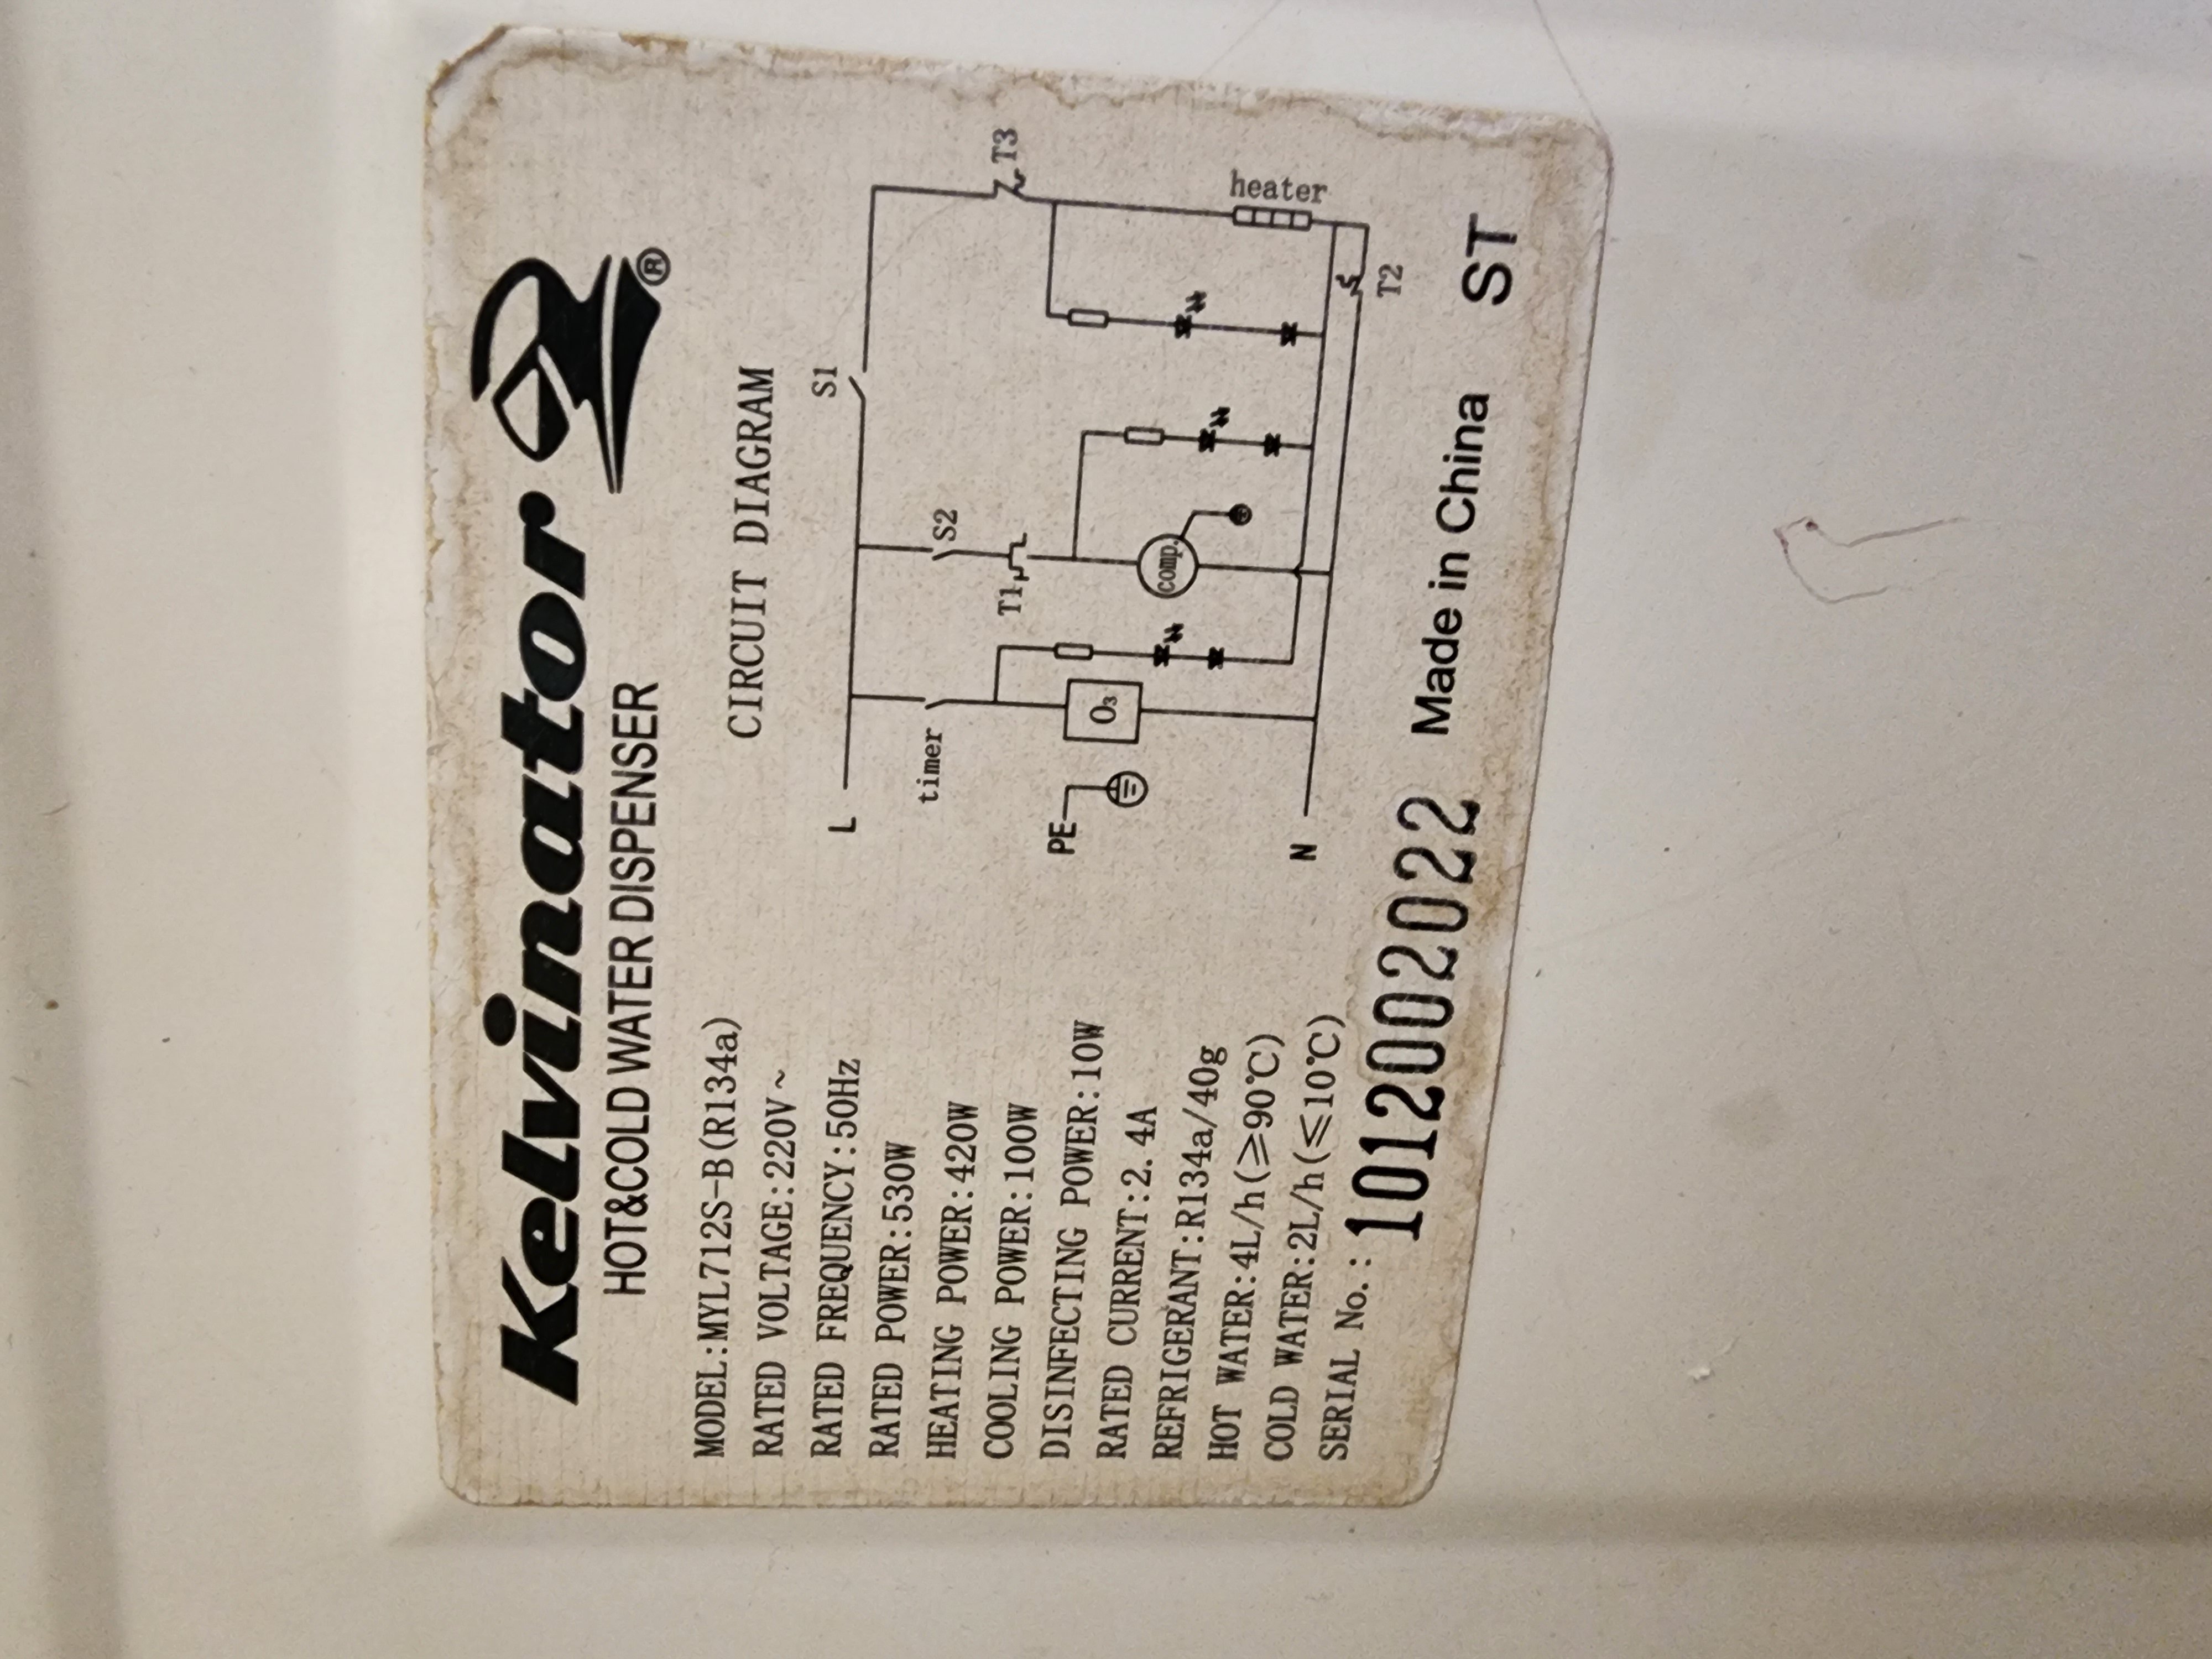 Kelvinator ®
HOT&COLD WATER DISPENSER
MODEL:MYL712S-B(R134a)
RATED VOLTAGE:220V~
RATED FREQUENCY:50Hz
RATED POWER:530W
HEATING POWER:420W
COOLING POWER:100W
DISINFECTING POWER:10W
RATED CURRENT:2.4A
REFRIGERANT:R134a/40g
HOT WATER:4L/h(≥90℃)
COLD WATER:2L/h(≤10℃)
SERIAL No.:
1012002022 Made in China ST
CIRCUIT DIAGRAM
S1
L
timer
S2
T3
T1
PE
O₃
comp.
heater
N
T2